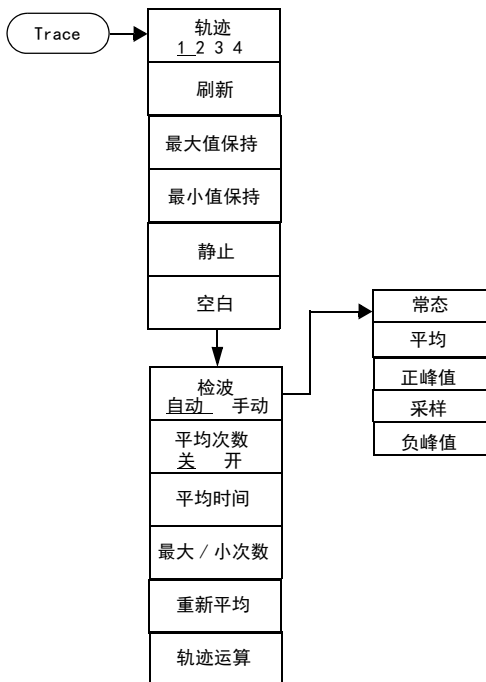 Trace
轨迹
1 2 3 4
刷新
最大值保持
最小值保持
静止
空白
检波
自动 手动
平均次数
关 开
平均时间
最大／小次数
重新平均
轨迹运算
常态
平均
正峰值
采样
负峰值